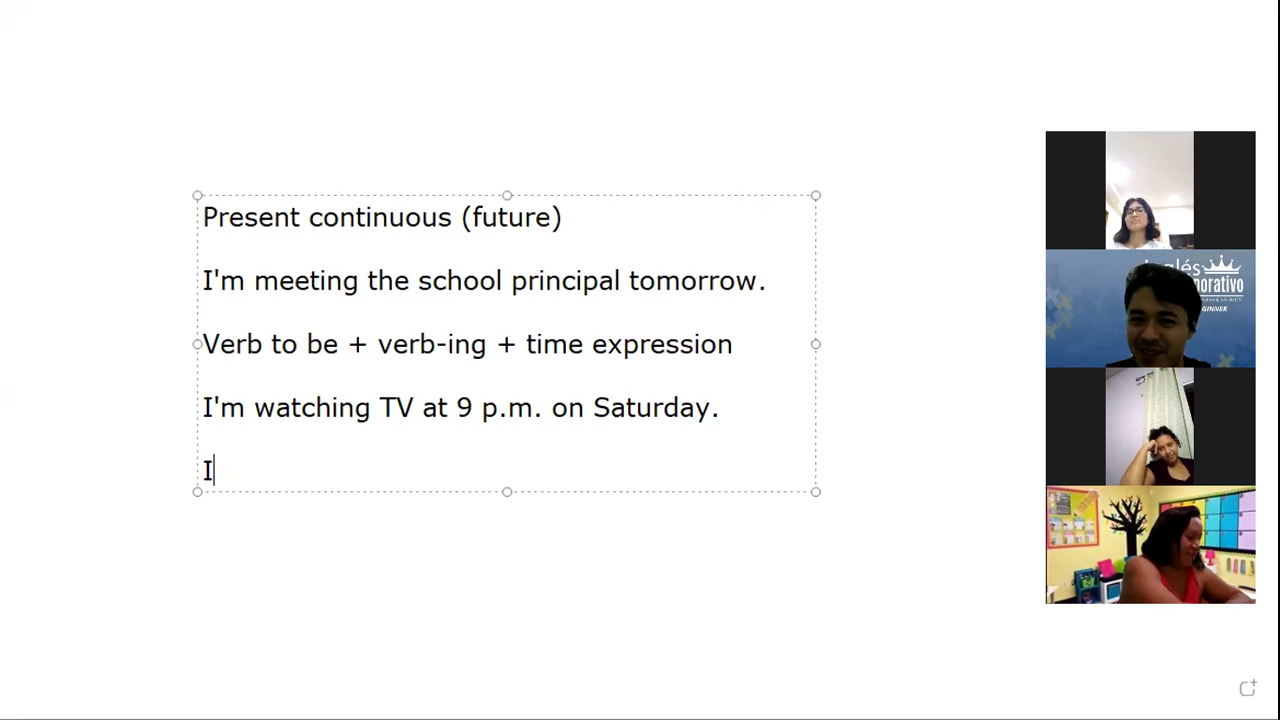 Present continuous (future)
I'm meeting the school principal tomorrow.
Verb to be + verb-ing + time expression
I'm watching TV at 9 p.m. on Saturday.
I